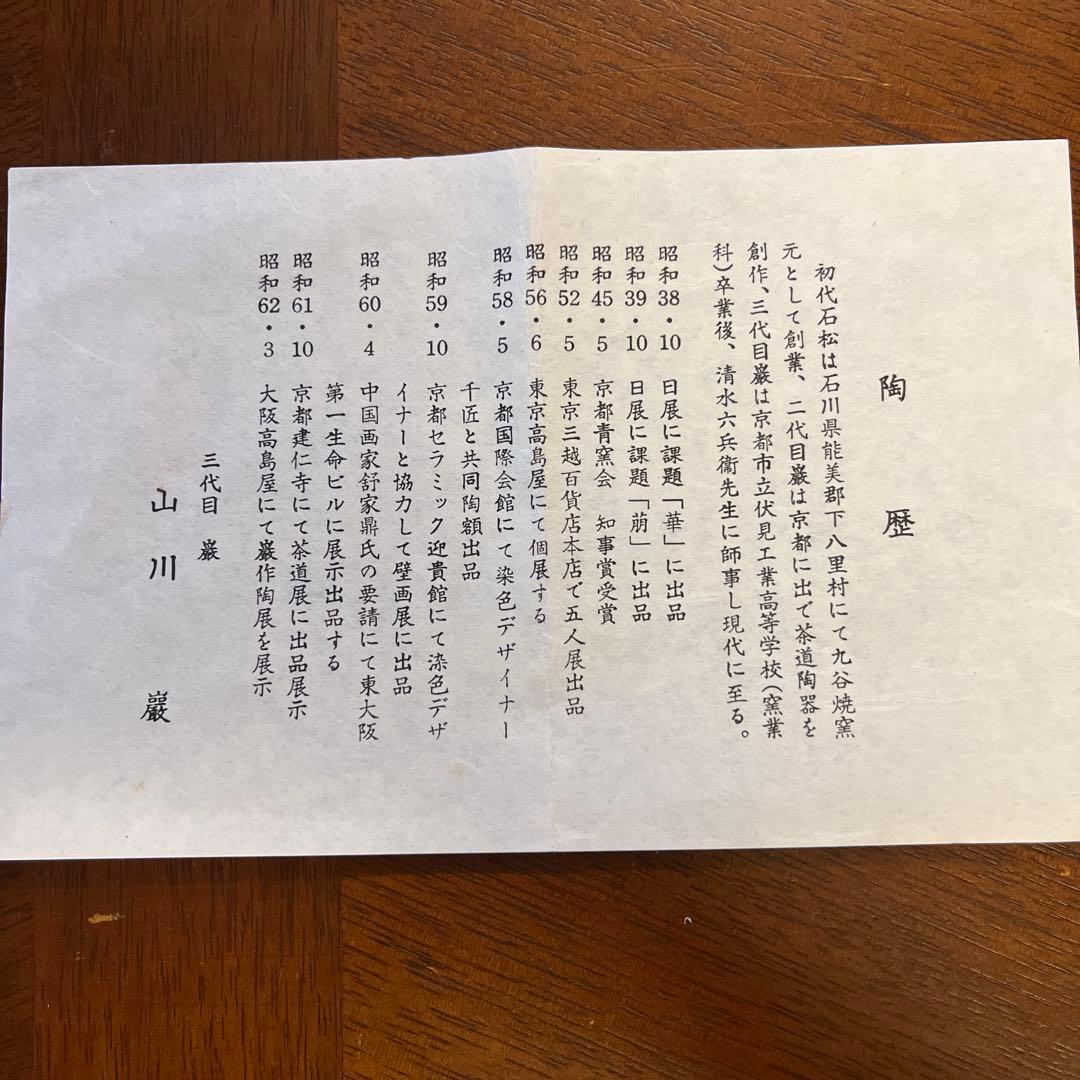 陶歴
初代石松は石川県能美郡下八里村にて九谷焼窯
元として創業、二代目巖は京都に出で茶道陶器を
創作、三代目巖は京都市立伏見工業高等学校(窯業
科)卒業後、清水六兵衞先生に師事し現代に至る。
昭和38・10 日展に課題「華」に出品
昭和39・10 日展に課題「萠」に出品
昭和45・5 京都青窯会 知事賞受賞
昭和52・5 東京三越百貨店本店で五人展出品
昭和56・6 東京高島屋にて個展する
昭和58・5 京都国際会館にて染色デザイナー
千匠と共同陶額出品
昭和59・10 京都セラミック迎貴館にて染色デザ
イナーと協力して壁画展に出品
昭和60・4 中国画家舒家鼎氏の要請にて東大阪
第一生命ビルに展示出品する
昭和61・10 京都建仁寺にて茶道展に出品展示
昭和62・3 大阪高島屋にて巖作陶展を展示
三代目 巖
山川 巖